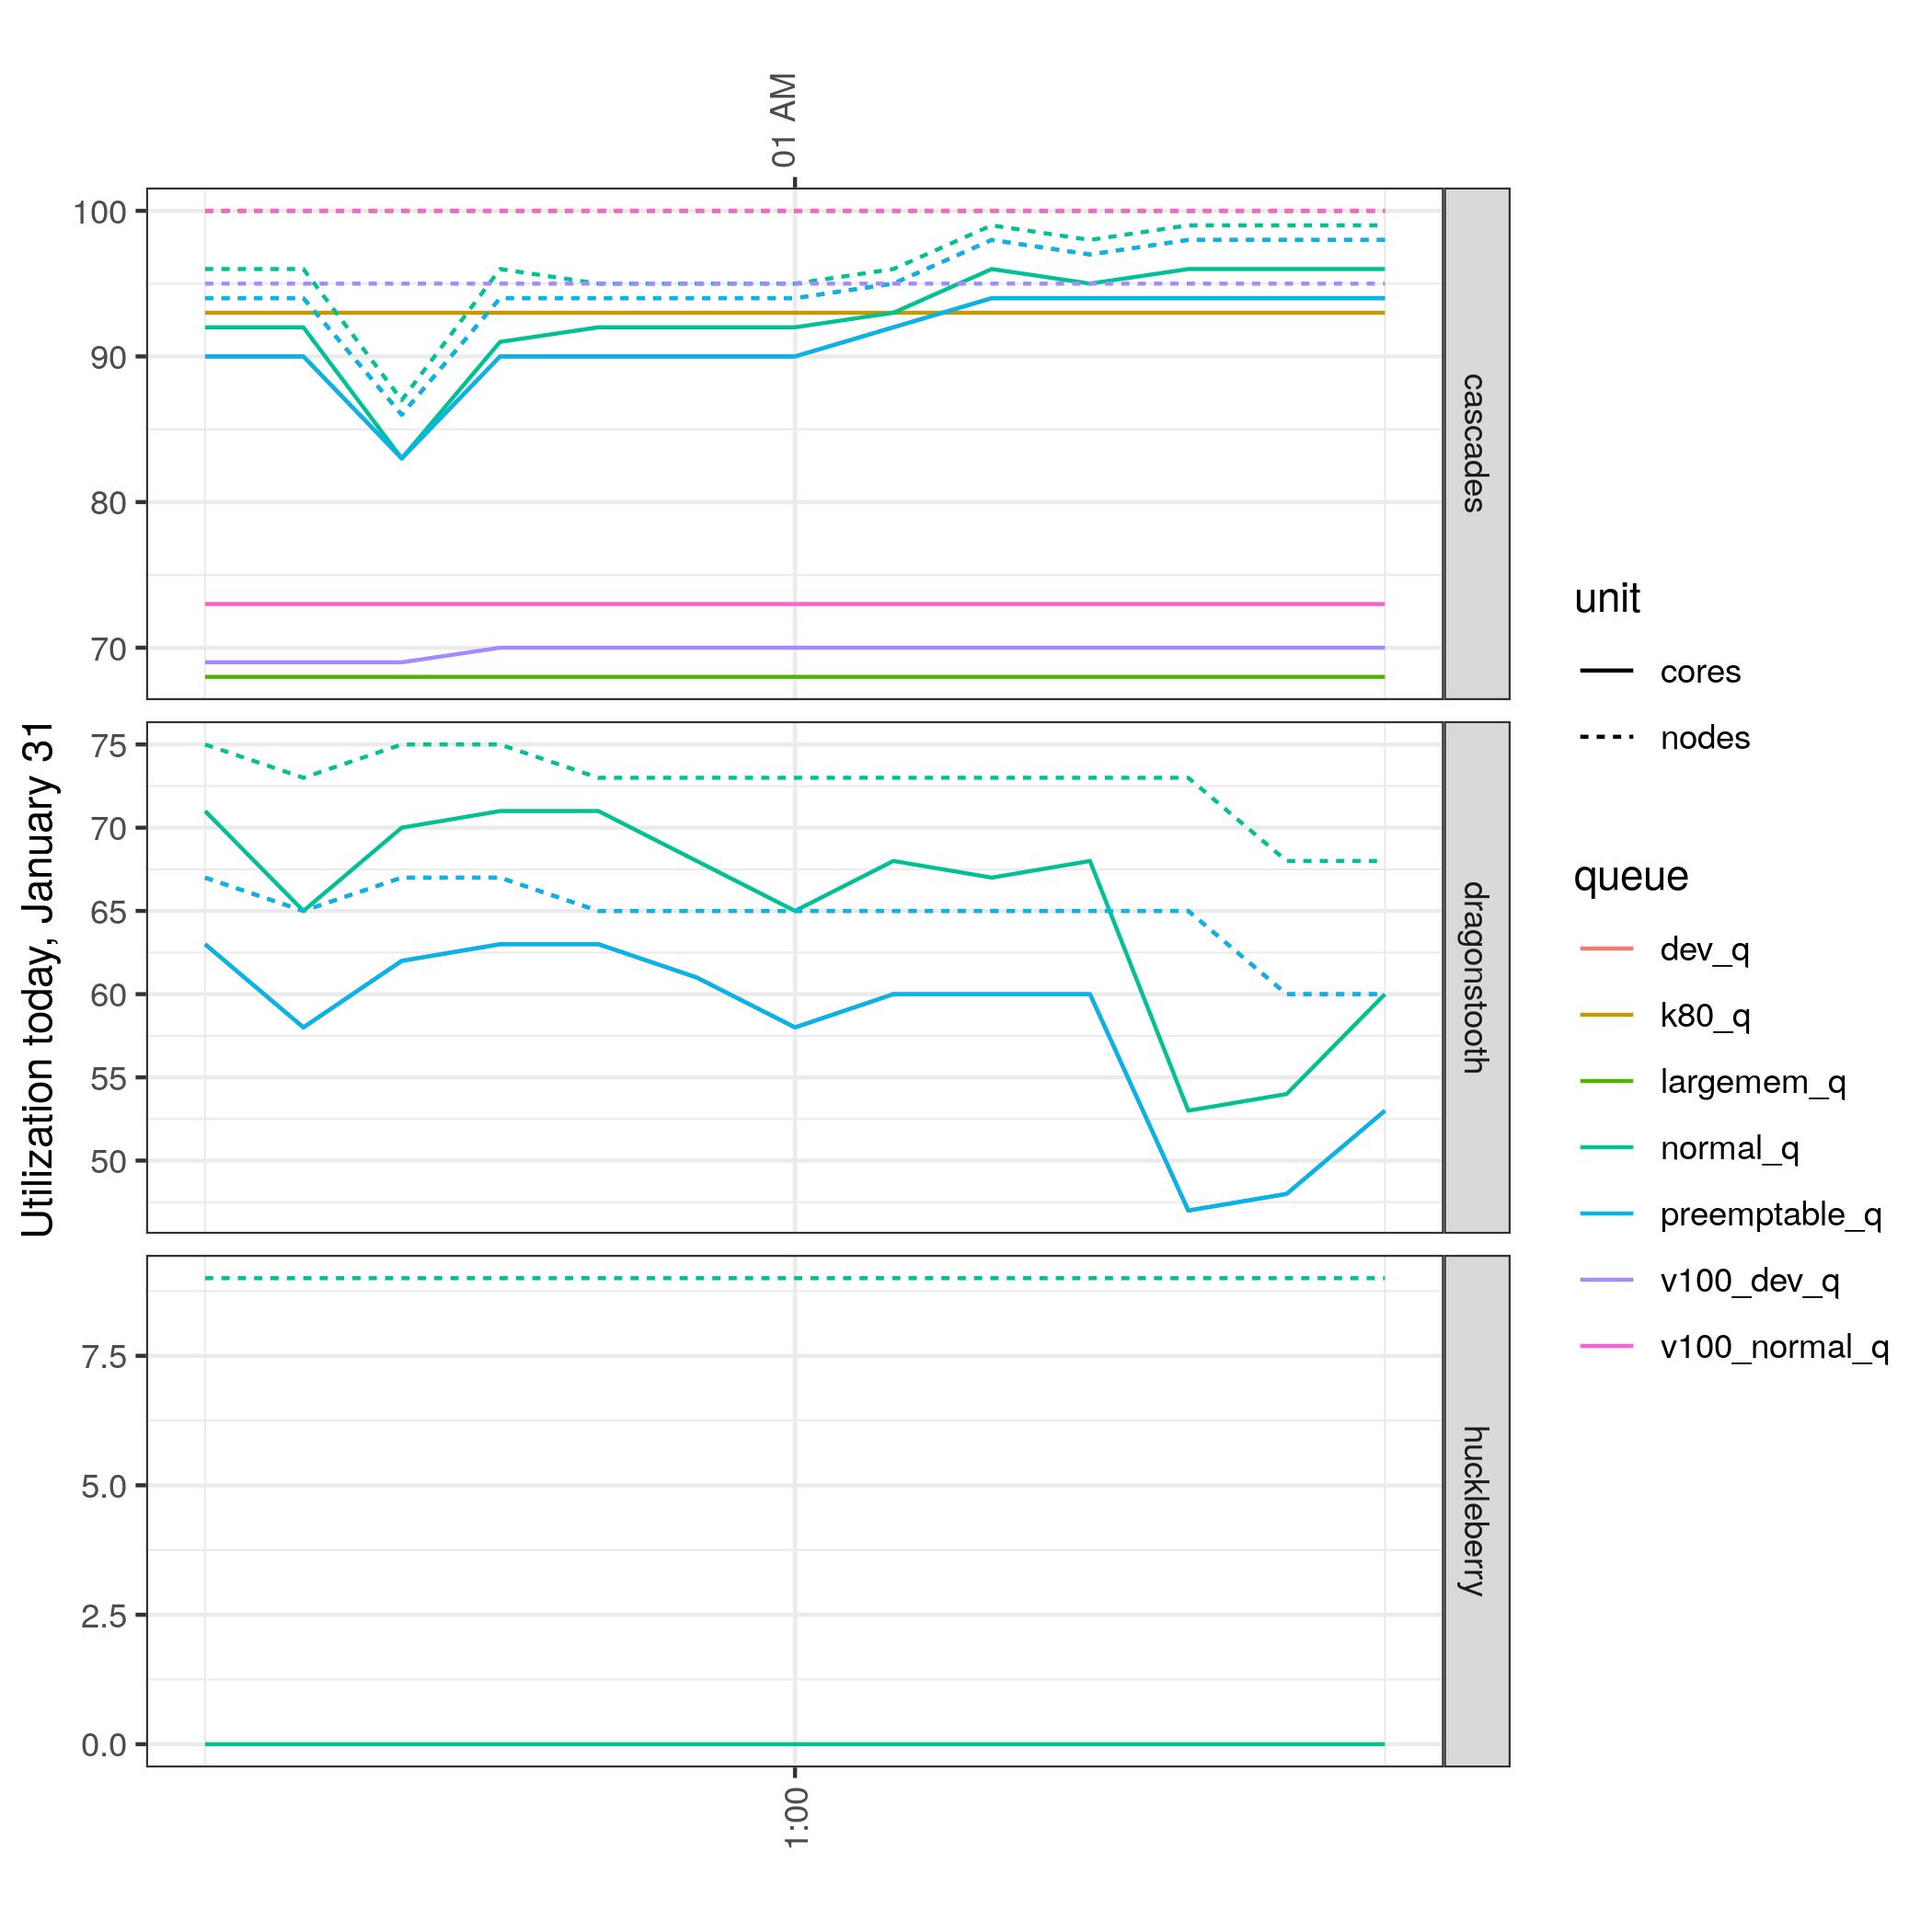 01 AM
100
90
80
70
cascades
Utilization today, January 31
75
70
65
60
55
50
dragonstooth
7.5
5.0
2.5
0.0
huckleberry
1:00
unit
cores
nodes
queue
dev_q
k80_q
largemem_q
normal_q
preemptable_q
v100_dev_q
v100_normal_q